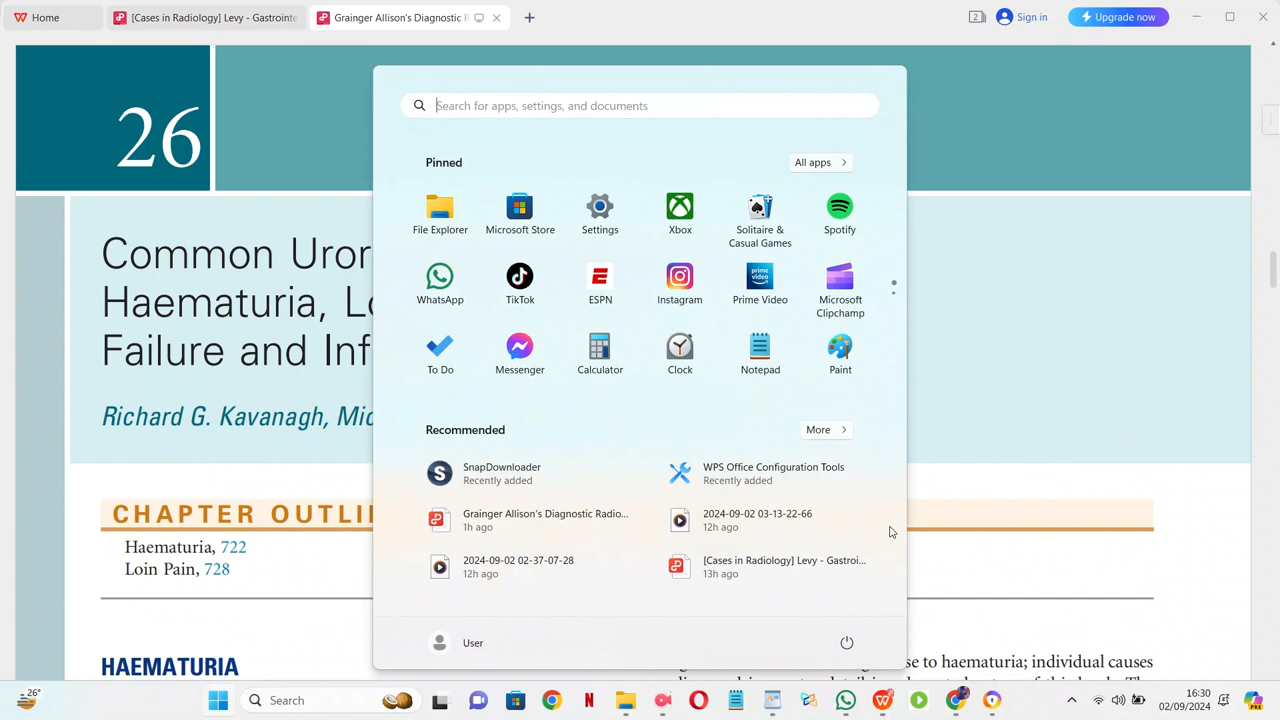 Home
[Cases in Radiology] Levy - Gastrointe
Grainger Allison's Diagnostic R
2
Sign in
Upgrade now
26
Common Uror
Haematuria, Lo
Failure and Inf
Richard G. Kavanagh, Mic
CHAPTER OUTLI
Haematuria, 722
Loin Pain, 728
HAEMATURIA
se to haematuria; individual causes
Search for apps, settings, and documents
Pinned
All apps
File Explorer
Microsoft Store
Settings
Xbox
Solitaire &
Casual Games
Spotify
WhatsApp
TikTok
ESPN
Instagram
Prime Video
Microsoft
Clipchamp
To Do
Messenger
Calculator
Clock
Notepad
Paint
Recommended
More
SnapDownloader
Recently added
WPS Office Configuration Tools
Recently added
Grainger Allison's Diagnostic Radio...
1h ago
2024-09-02 03-13-22-66
12h ago
2024-09-02 02-37-07-28
12h ago
[Cases in Radiology] Levy - Gastroi...
13h ago
User
26°
Search
16:30
02/09/2024